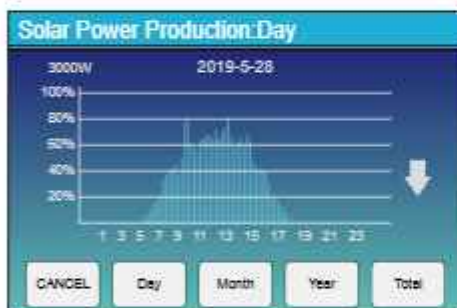 Solar Power Production:Day
3000W 2019-5-28
100%
80%
60%
40%
20%
1 3 5 7 9 11 13 15 17 19 21 23
CANCEL Day Month Year Total